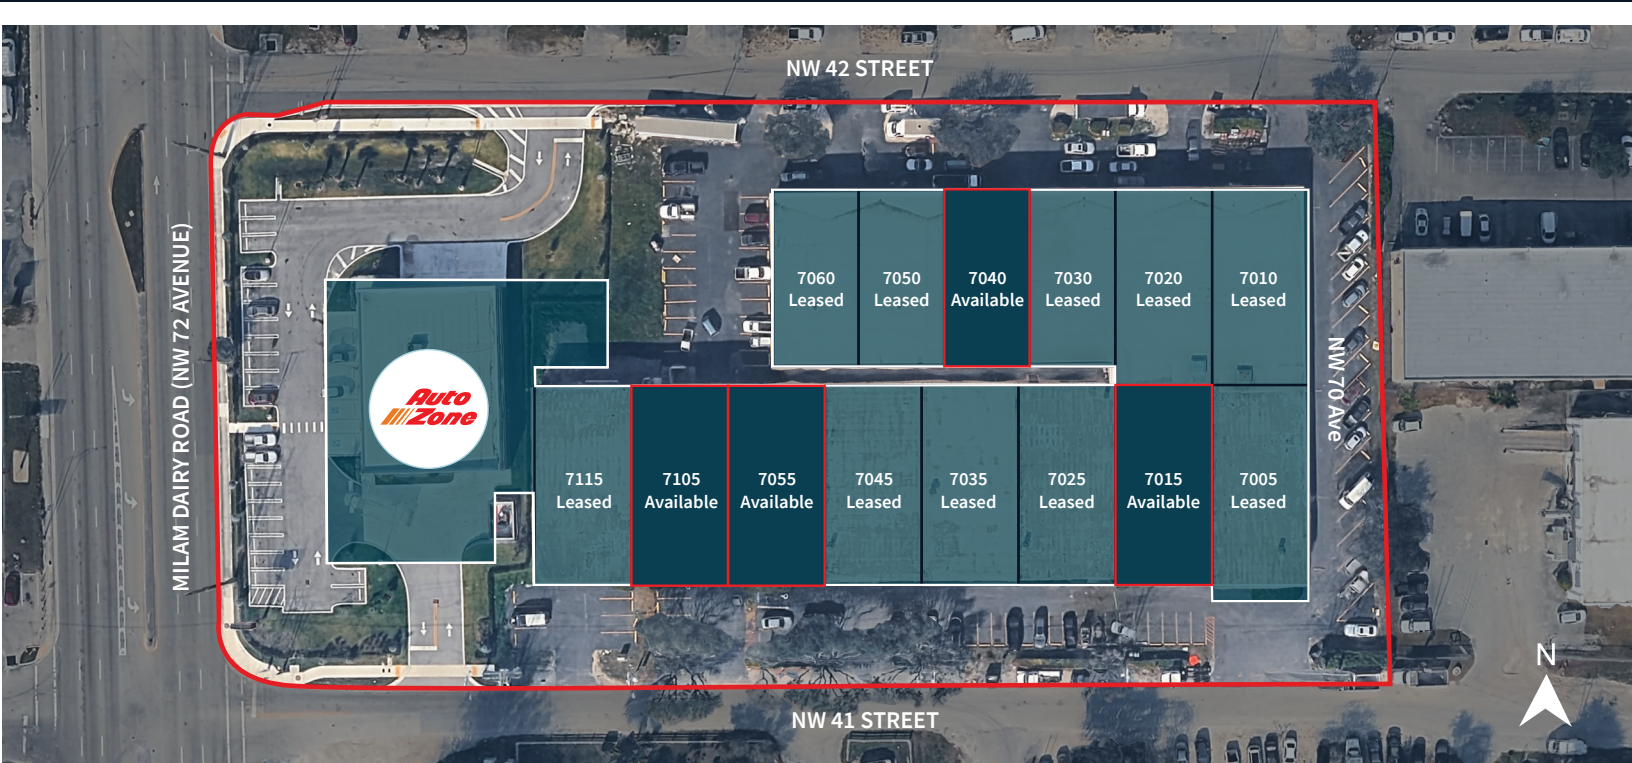 NW 42 STREET
MILAM DAIRY ROAD (NW 72 AVENUE)
7060
Leased
7050
Leased
7040
Available
7030
Leased
7020
Leased
7010
Leased
NW 70 Ave
Auto
Zone
7115
Leased
7105
Available
7055
Available
7045
Leased
7035
Leased
7025
Leased
7015
Available
7005
Leased
N
NW 41 STREET